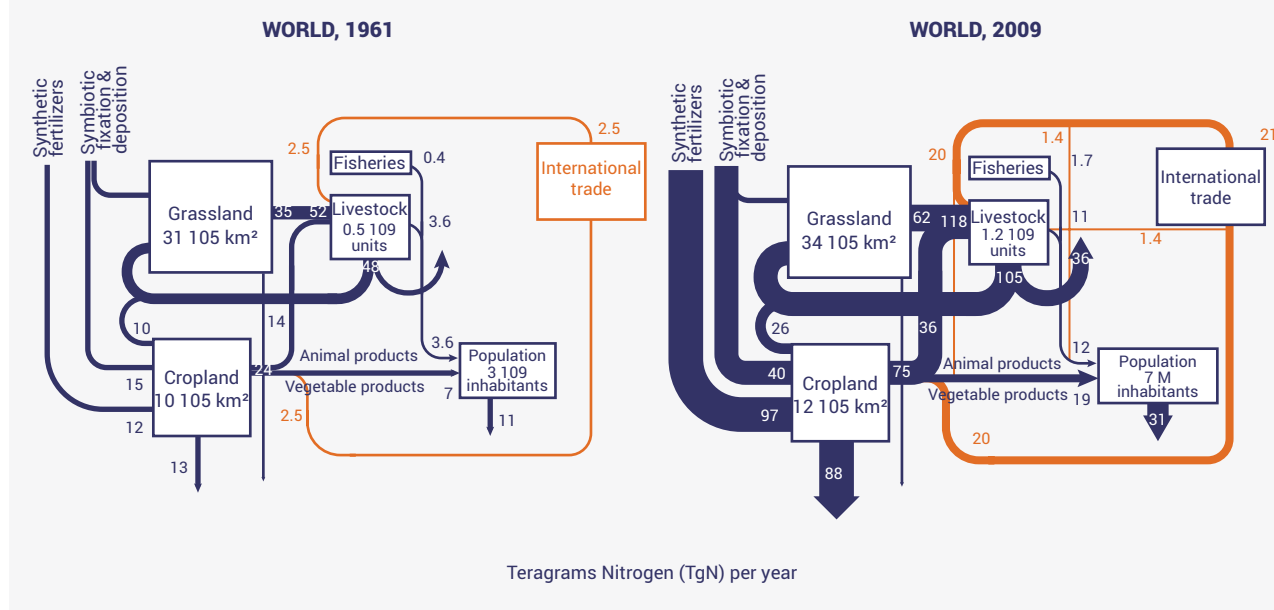 WORLD, 1961
Synthetic
fertilizers
Symbiotic
fixation &
deposition
2.5
2.5
Fisheries
0.4
International
trade
Grassland
31 105 km²
35
52
Livestock
0.5 109
units
3.6
48
10
14
Cropland
10 105 km²
24
15
12
13
Animal products
Vegetable products
3.6
7
Population
3 109
inhabitants
11
2.5
WORLD, 2009
Synthetic
fertilizers
Symbiotic
fixation &
deposition
20
1.4
21
Fisheries
1.7
International
trade
Grassland
34 105 km²
62
118
Livestock
1.2 109
units
11
1.4
36
105
26
36
Cropland
12 105 km²
75
40
97
88
Animal products
Vegetable products
12
19
Population
7 M
inhabitants
31
20
Teragrams Nitrogen (TgN) per year